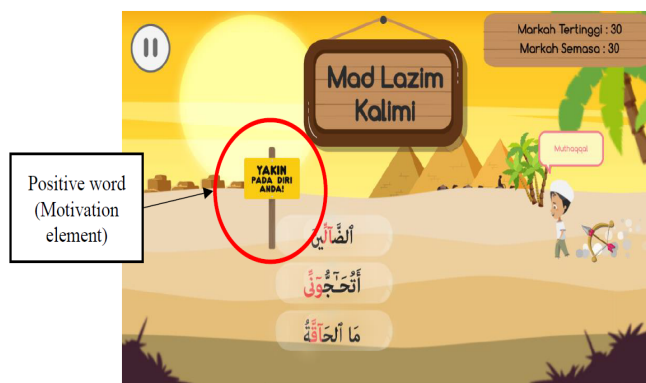 Markah Tertinggi : 30
Markah Semasa : 30
Mad Lazim
Kalimi
Muthaqqal
YAKIN
PADA DIRI
ANDA!
Positive word
(Motivation
element)
ٱلضَّآلِّينَ
أَتُحَـٰٓجُّوٓنِّى
مَا ٱلْحَآقَّةُ